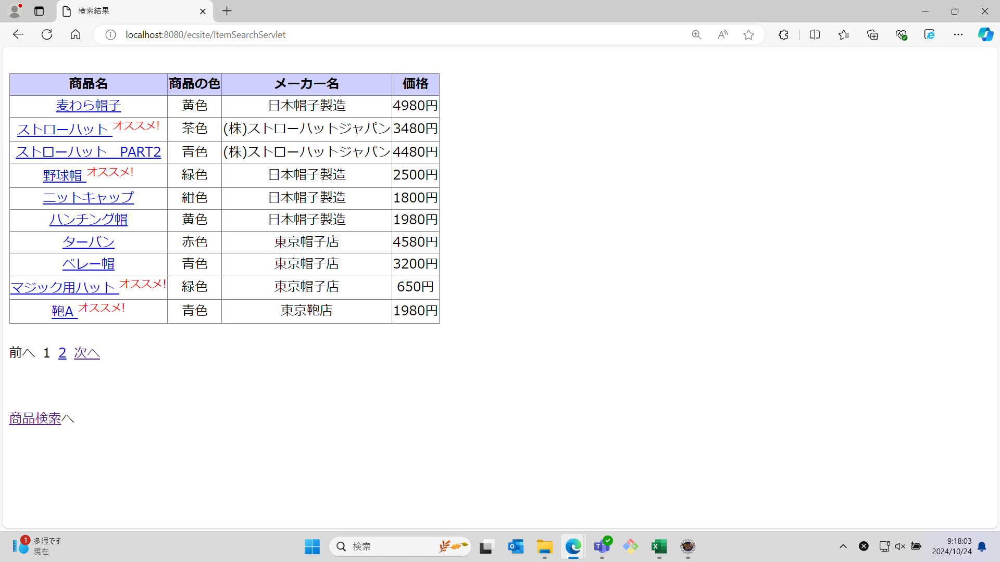 検索結果
localhost:8080/ecsite/ItemSearchServlet
商品名 商品の色 メーカー名 価格
麦わら帽子 黄色 日本帽子製造 4980円
ストローハット オススメ! 茶色 (株)ストローハットジャパン 3480円
ストローハット　PART2 青色 (株)ストローハットジャパン 4480円
野球帽 オススメ! 緑色 日本帽子製造 2500円
ニットキャップ 紺色 日本帽子製造 1800円
ハンチング帽 黄色 日本帽子製造 1980円
ターバン 赤色 東京帽子店 4580円
ベレー帽 青色 東京帽子店 3200円
マジック用ハット オススメ! 緑色 東京帽子店 650円
鞄A オススメ! 青色 東京鞄店 1980円
前へ 1 2 次へ
商品検索へ
1 多湿です
現在
検索
9:18:03
2024/10/24